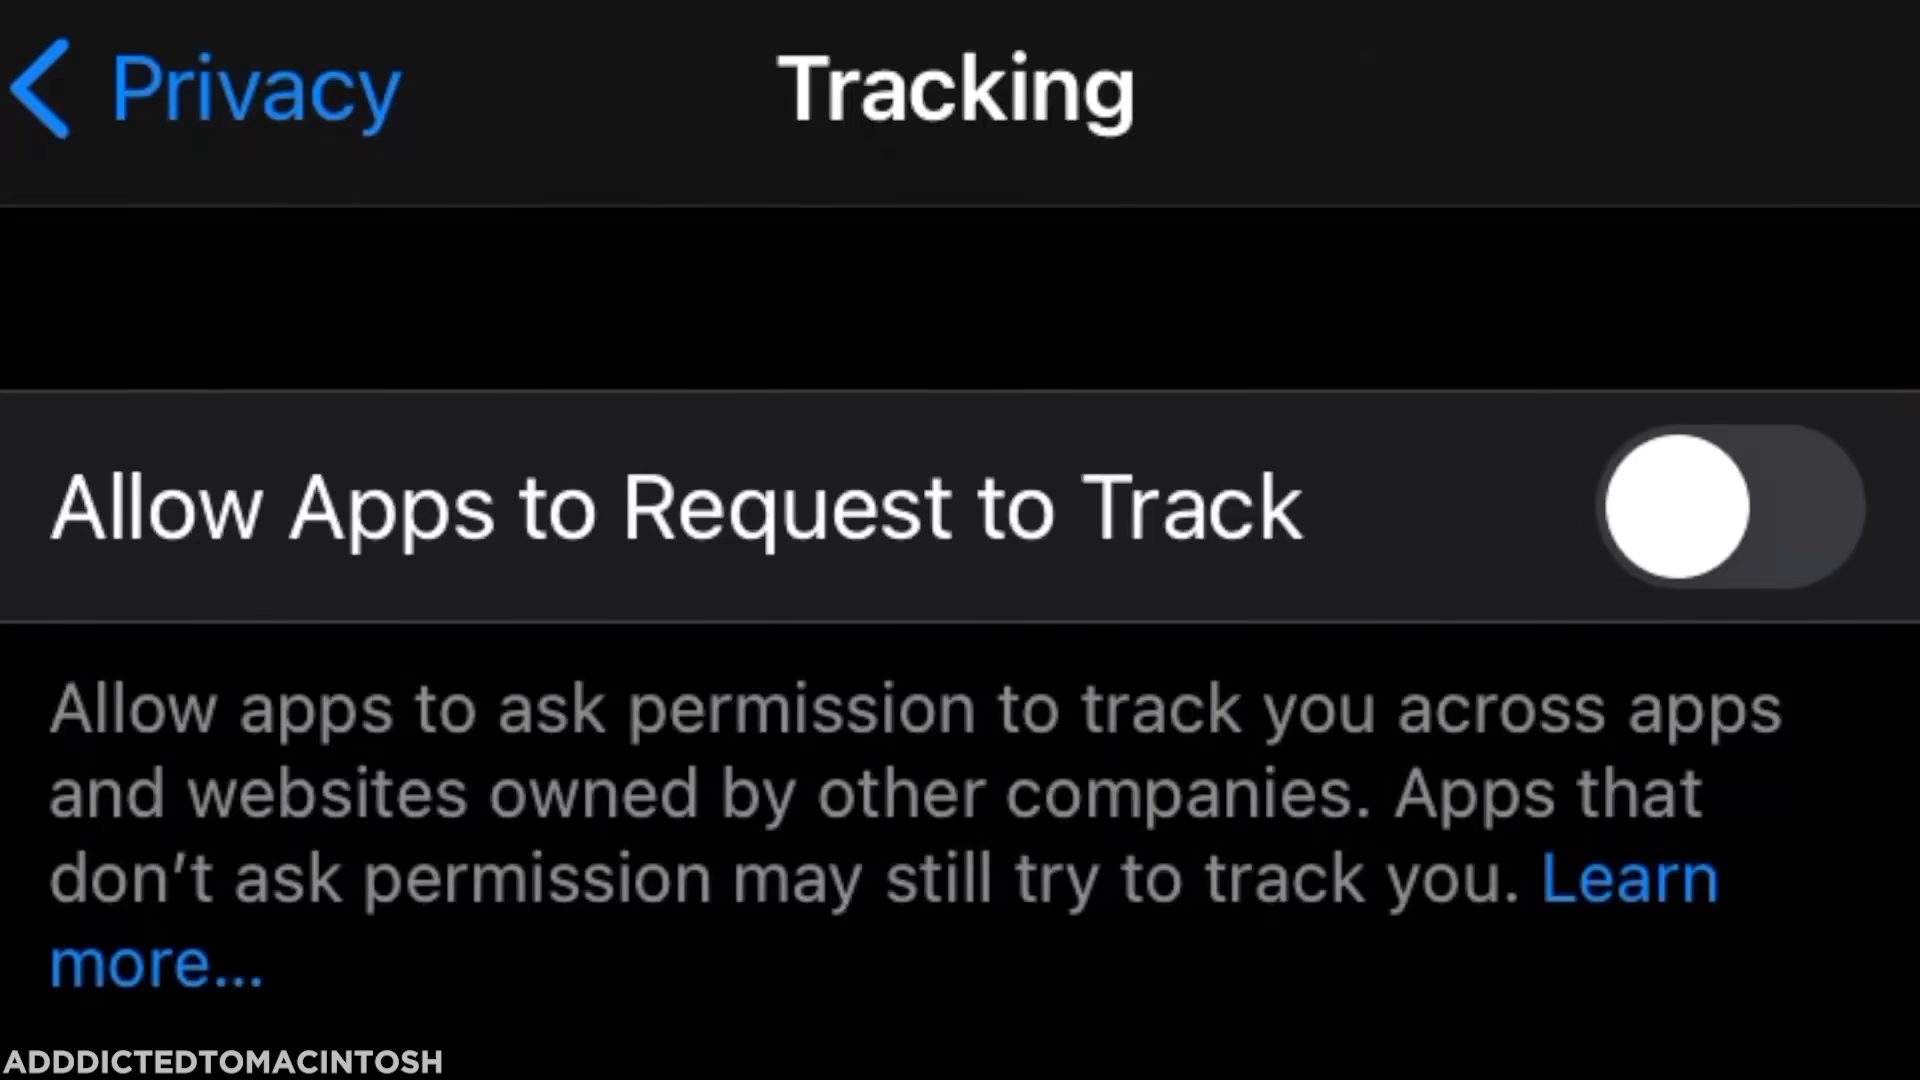 Privacy
Tracking
Allow Apps to Request to Track
Allow apps to ask permission to track you across apps
and websites owned by other companies. Apps that
don’t ask permission may still try to track you. Learn
more...
ADDDICTEDTOMACINTOSH